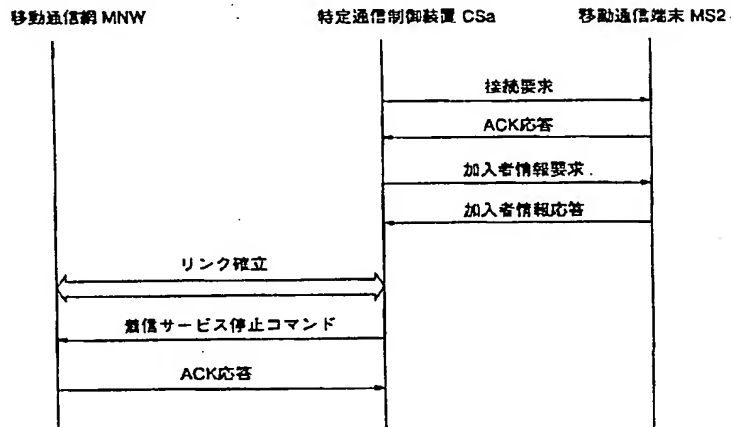 移動通信網 MNW
特定通信制御装置 CSa
移動通信端末 MS2
接続要求
ACK応答
加入者情報要求
加入者情報応答
リンク確立
着信サービス停止コマンド
ACK応答